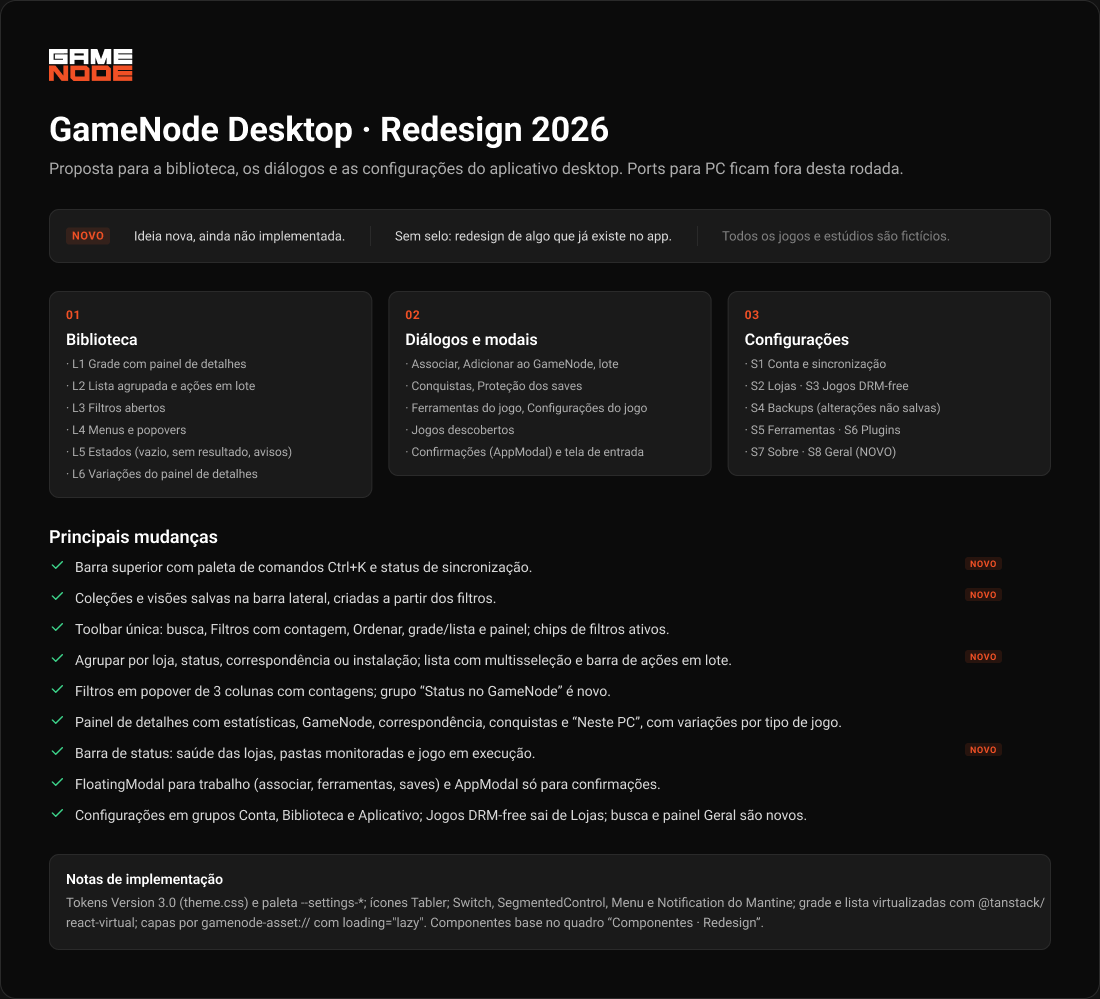 GAME
NODE
GameNode Desktop · Redesign 2026
Proposta para a biblioteca, os diálogos e as configurações do aplicativo desktop. Ports para PC ficam fora desta rodada.
NOVO Ideia nova, ainda não implementada. Sem selo: redesign de algo que já existe no app. Todos os jogos e estúdios são fictícios.
01
Biblioteca
· L1 Grade com painel de detalhes
· L2 Lista agrupada e ações em lote
· L3 Filtros abertos
· L4 Menus e popovers
· L5 Estados (vazio, sem resultado, avisos)
· L6 Variações do painel de detalhes
02
Diálogos e modais
· Associar, Adicionar ao GameNode, lote
· Conquistas, Proteção dos saves
· Ferramentas do jogo, Configurações do jogo
· Jogos descobertos
· Confirmações (AppModal) e tela de entrada
03
Configurações
· S1 Conta e sincronização
· S2 Lojas · S3 Jogos DRM-free
· S4 Backups (alterações não salvas)
· S5 Ferramentas · S6 Plugins
· S7 Sobre · S8 Geral (NOVO)
Principais mudanças
Barra superior com paleta de comandos Ctrl+K e status de sincronização. NOVO
Coleções e visões salvas na barra lateral, criadas a partir dos filtros. NOVO
Toolbar única: busca, Filtros com contagem, Ordenar, grade/lista e painel; chips de filtros ativos.
Agrupar por loja, status, correspondência ou instalação; lista com multisseleção e barra de ações em lote. NOVO
Filtros em popover de 3 colunas com contagens; grupo “Status no GameNode” é novo.
Painel de detalhes com estatísticas, GameNode, correspondência, conquistas e “Neste PC”, com variações por tipo de jogo.
Barra de status: saúde das lojas, pastas monitoradas e jogo em execução. NOVO
FloatingModal para trabalho (associar, ferramentas, saves) e AppModal só para confirmações.
Configurações em grupos Conta, Biblioteca e Aplicativo; Jogos DRM-free sai de Lojas; busca e painel Geral são novos.
Notas de implementação
Tokens Version 3.0 (theme.css) e paleta --settings-*; ícones Tabler; Switch, SegmentedControl, Menu e Notification do Mantine; grade e lista virtualizadas com @tanstack/
react-virtual; capas por gamenode-asset:// com loading="lazy". Componentes base no quadro “Componentes · Redesign”.